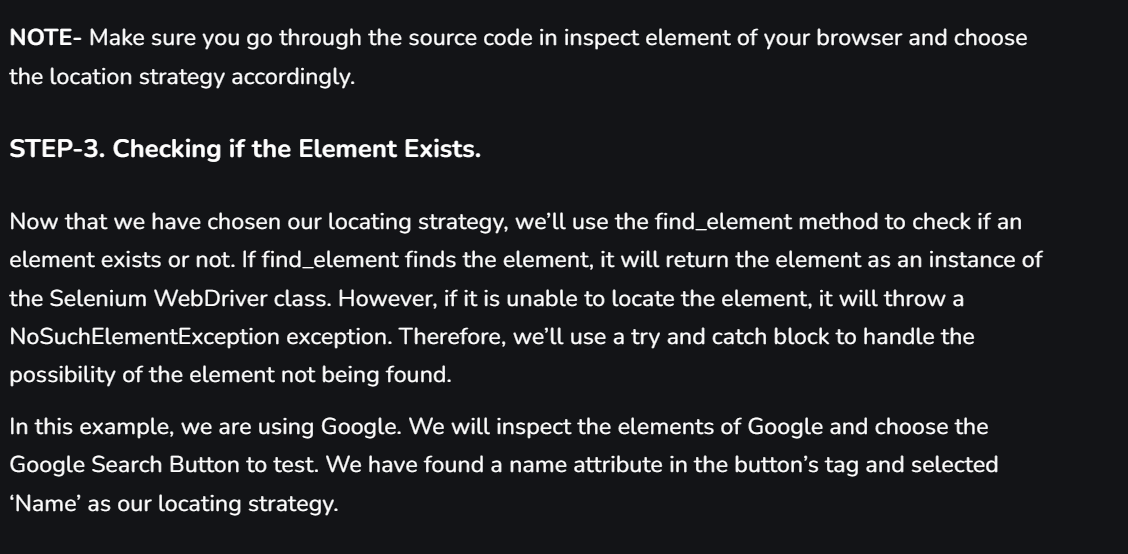 NOTE- Make sure you go through the source code in inspect element of your browser and choose
the location strategy accordingly.
STEP-3. Checking if the Element Exists.
Now that we have chosen our locating strategy, we’ll use the find_element method to check if an
element exists or not. If find_element finds the element, it will return the element as an instance of
the Selenium WebDriver class. However, if it is unable to locate the element, it will throw a
NoSuchElementException exception. Therefore, we’ll use a try and catch block to handle the
possibility of the element not being found.
In this example, we are using Google. We will inspect the elements of Google and choose the
Google Search Button to test. We have found a name attribute in the button’s tag and selected
‘Name’ as our locating strategy.